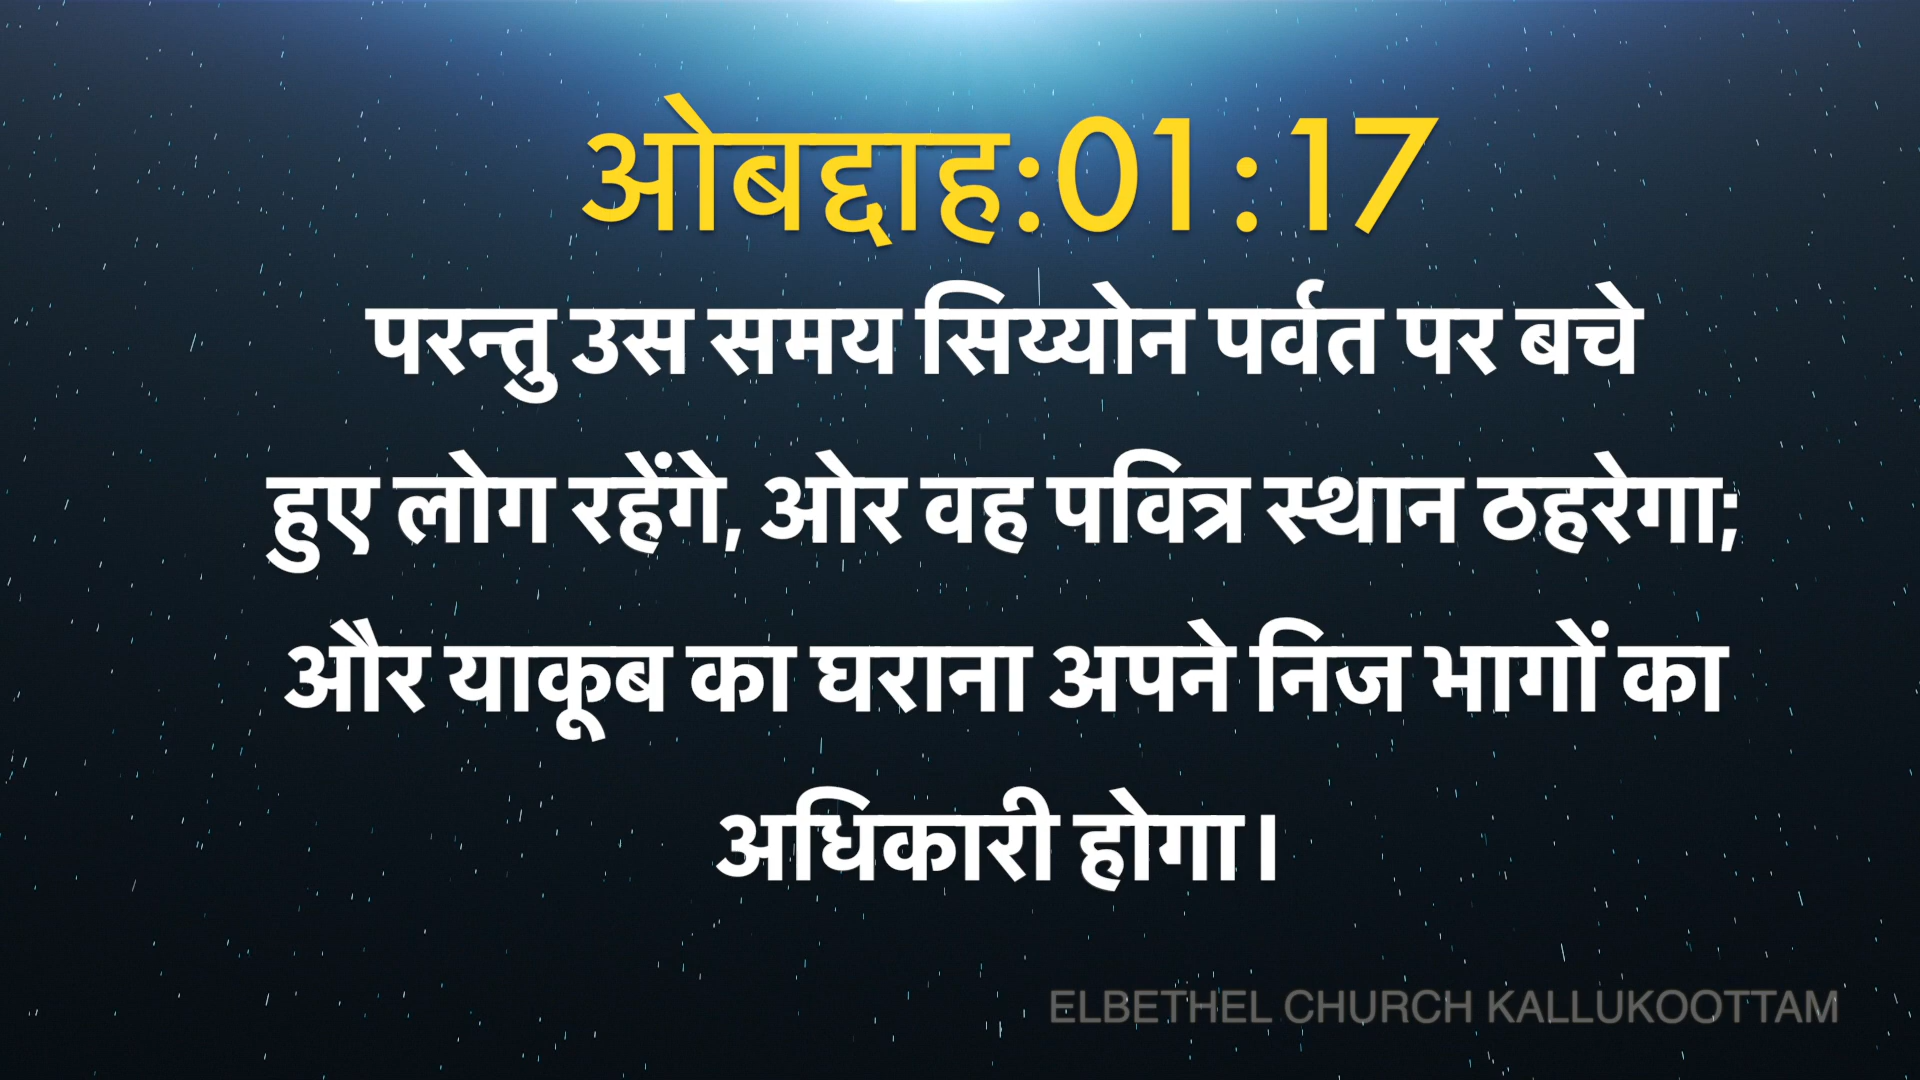 ओबद्दाह:01:17
परन्तु उस समय सिय्योन पर्वत पर बचे
हुए लोग रहेंगे, ओर वह पवित्र स्थान ठहरेगा;
और याकूब का घराना अपने निज भागों का
अधिकारी होगा।
ELBETHEL CHURCH KALLUKOOTTAM